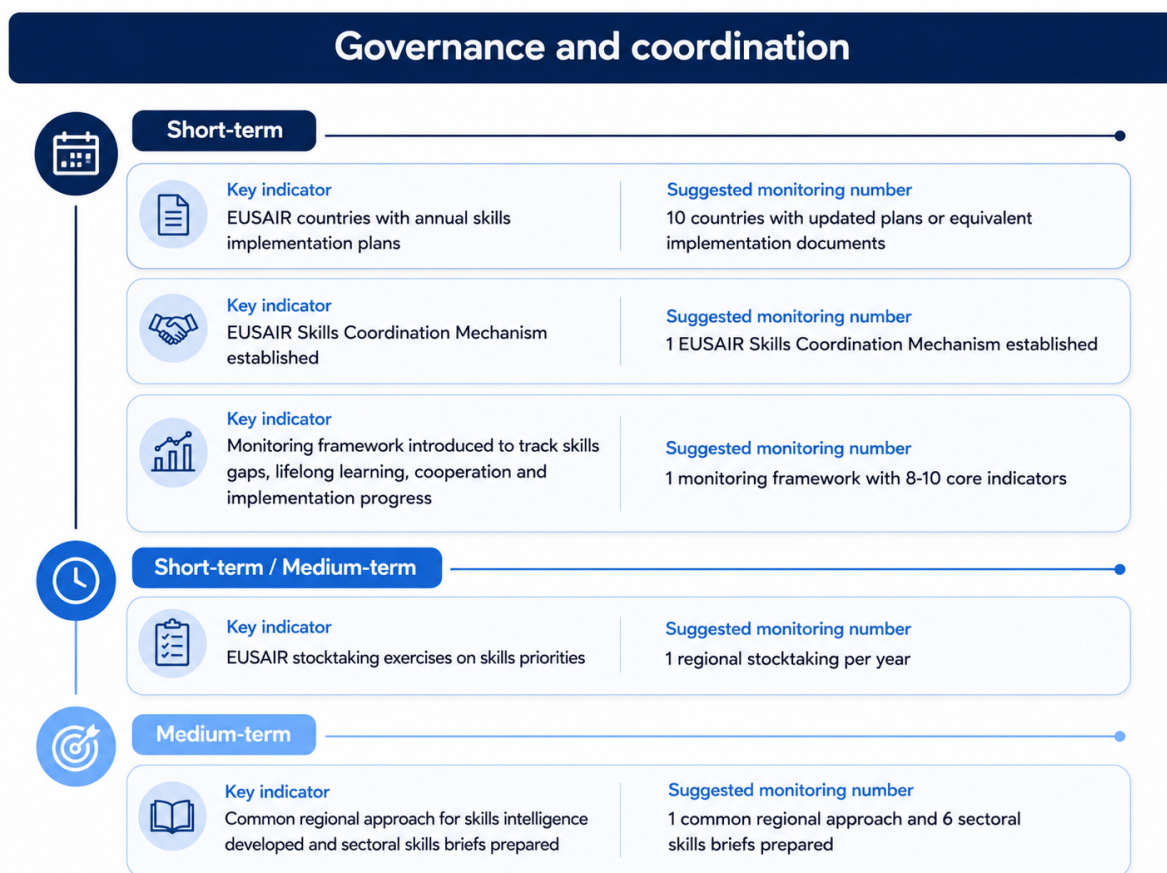 Governance and coordination
Short-term
Key indicator
EUSAIR countries with annual skills
implementation plans
Suggested monitoring number
10 countries with updated plans or equivalent
implementation documents
Key indicator
EUSAIR Skills Coordination Mechanism
established
Suggested monitoring number
1 EUSAIR Skills Coordination Mechanism established
Key indicator
Monitoring framework introduced to track skills
gaps, lifelong learning, cooperation and
implementation progress
Suggested monitoring number
1 monitoring framework with 8-10 core indicators
Short-term / Medium-term
Key indicator
EUSAIR stocktaking exercises on skills priorities
Suggested monitoring number
1 regional stocktaking per year
Medium-term
Key indicator
Common regional approach for skills intelligence
developed and sectoral skills briefs prepared
Suggested monitoring number
1 common regional approach and 6 sectoral
skills briefs prepared